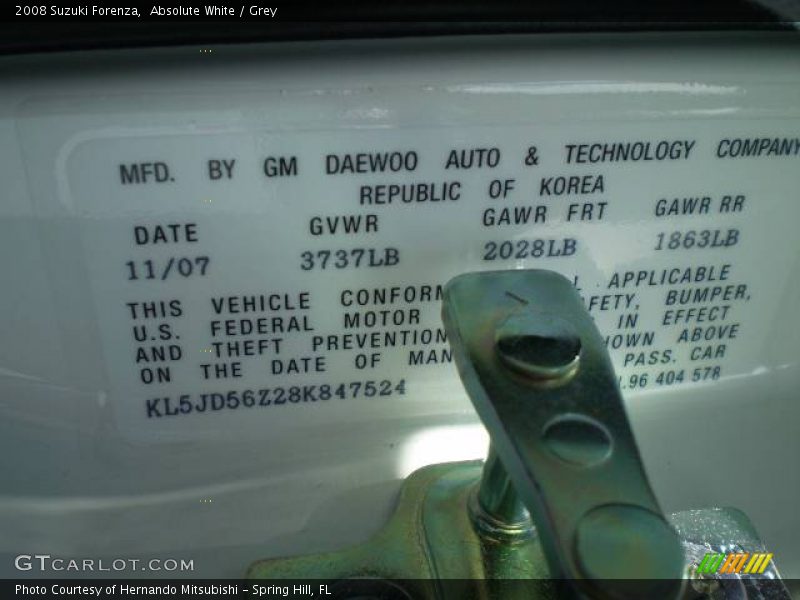 2008 Suzuki Forenza,  Absolute White / Grey
MFD. BY GM DAEWOO AUTO & TECHNOLOGY COMPANY
REPUBLIC OF KOREA
DATE GVWR GAWR FRT GAWR RR
11/07 3737LB 2028LB 1863LB
THIS VEHICLE CONFORM L APPLICABLE
U.S. FEDERAL MOTOR FETY, BUMPER,
AND THEFT PREVENTION IN EFFECT
ON THE DATE OF MAN HOWN ABOVE
PASS. CAR
KL5JD56Z28K847524 .96 404 578
GTCARLOT.COM
Photo Courtesy of Hernando Mitsubishi – Spring Hill, FL